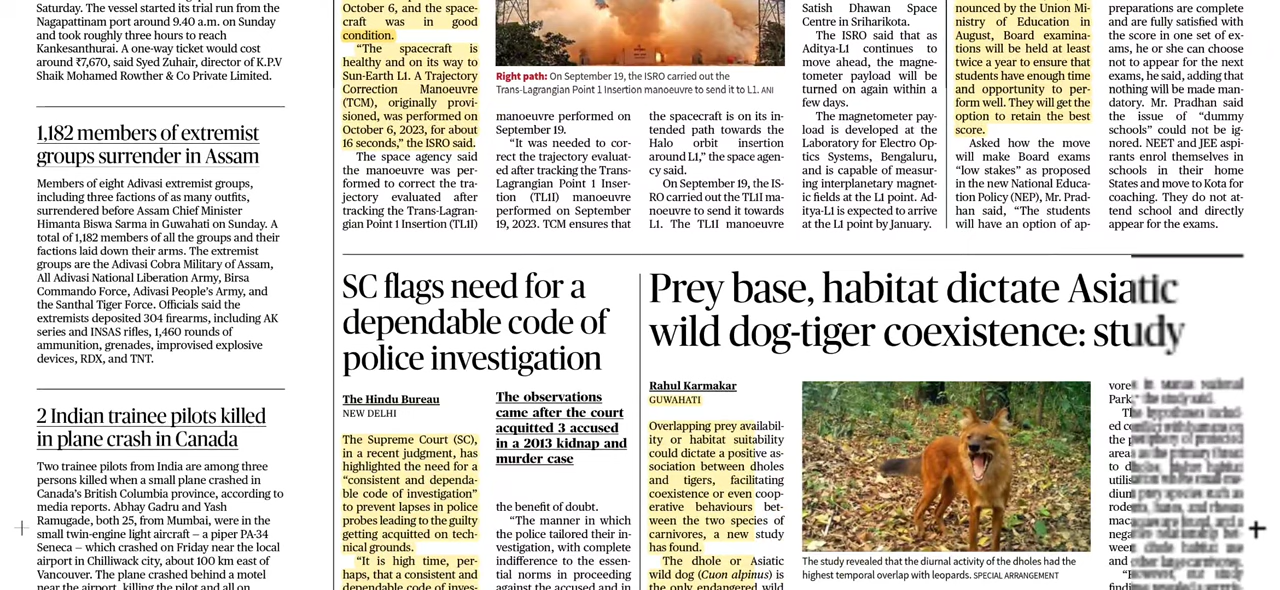 Saturday. The vessel started its trial run from the
Nagapattinam port around 9.40 a.m. on Sunday
and took roughly three hours to reach
Kankesanthurai. A one-way ticket would cost
around ₹7,670, said Syed Zuhair, director of K.P.V
Shaik Mohamed Rowther & Co Private Limited.
1,182 members of extremist
groups surrender in Assam
Members of eight Adivasi extremist groups,
including three factions of as many outfits,
surrendered before Assam Chief Minister
Himanta Biswa Sarma in Guwahati on Sunday. A
total of 1,182 members of all the groups and their
factions laid down their arms. The extremist
groups are the Adivasi Cobra Military of Assam,
All Adivasi National Liberation Army, Birsa
Commando Force, Adivasi People's Army, and
the Santhal Tiger Force. Officials said the
extremists deposited 304 firearms, including AK
series and INSAS rifles, 1,460 rounds of
ammunition, grenades, improvised explosive
devices, RDX, and TNT.
2 Indian trainee pilots killed
in plane crash in Canada
Two trainee pilots from India are among three
persons killed when a small plane crashed in
Canada's British Columbia province, according to
media reports. Abhay Gadru and Yash
Ramugade, both 25, from Mumbai, were in the
small twin-engine light aircraft — a piper PA-34
Seneca — which crashed on Friday near the local
airport in Chilliwack city, about 100 km east of
Vancouver. The plane crashed behind a motel
near the airport, killing the pilot and all on
October 6, and the space-
craft was in good
condition.
"The spacecraft is
healthy and on its way to
Sun-Earth L1. A Trajectory
Correction Manoeuvre
(TCM), originally provi-
sioned, was performed on
October 6, 2023, for about
16 seconds," the ISRO said.
The space agency said
the manoeuvre was per-
formed to correct the tra-
jectory evaluated after
tracking the Trans-Lagran-
gian Point 1 Insertion (TL1I)
Right path: On September 19, the ISRO carried out the
Trans-Lagrangian Point 1 Insertion manoeuvre to send it to L1. ANI
manoeuvre performed on
September 19.
"It was needed to cor-
rect the trajectory evaluat-
ed after tracking the Trans-
Lagrangian Point 1 Inser-
tion (TL1I) manoeuvre
performed on September
19, 2023. TCM ensures that
the spacecraft is on its in-
tended path towards the
Halo orbit insertion
around L1," the space agen-
cy said.
On September 19, the IS-
RO carried out the TL1I ma-
noeuvre to send it towards
L1. The TL1I manoeuvre
Satish Dhawan Space
Centre in Sriharikota.
The ISRO said that as
Aditya-L1 continues to
move ahead, the magne-
tometer payload will be
turned on again within a
few days.
The magnetometer pay-
load is developed at the
Laboratory for Electro Op-
tics Systems, Bengaluru,
and is capable of measur-
ing interplanetary magnet-
ic fields at the L1 point. Ad-
itya-L1 is expected to arrive
at the L1 point by January.
nounced by the Union Mi-
nistry of Education in
August, Board examina-
tions will be held at least
twice a year to ensure that
students have enough time
and opportunity to per-
form well. They will get the
option to retain the best
score.
Asked how the move
will make Board exams
"low stakes" as proposed
in the new National Educa-
tion Policy (NEP), Mr. Prad-
han said, "The students
will have an option of ap-
preparations are complete
and are fully satisfied with
the score in one set of ex-
ams, he or she can choose
not to appear for the next
exams, he said, adding that
nothing will be made man-
datory. Mr. Pradhan said
the issue of "dummy
schools" could not be ig-
nored. NEET and JEE aspi-
rants enrol themselves in
schools in their home
States and move to Kota for
coaching. They do not at-
tend school and directly
appear for the exams.
SC flags need for a
dependable code of
police investigation
The Hindu Bureau
NEW DELHI
The Supreme Court (SC),
in a recent judgment, has
highlighted the need for a
"consistent and dependa-
ble code of investigation"
to prevent lapses in police
probes leading to the guilty
getting acquitted on tech-
nical grounds.
"It is high time, per-
haps, that a consistent and
dependable code of inves-
The observations
came after the court
acquitted 3 accused
in a 2013 kidnap and
murder case
the benefit of doubt.
"The manner in which
the police tailored their in-
vestigation, with complete
indifference to the essen-
tial norms in proceeding
against the accused and in
Prey base, habitat dictate Asiatic
wild dog-tiger coexistence: study
Rahul Karmakar
GUWAHATI
Overlapping prey availabil-
ity or habitat suitability
could dictate a positive as-
sociation between dholes
and tigers, facilitating
coexistence or even coop-
erative behaviours bet-
ween the two species of
carnivores, a new study
has found.
The dhole or Asiatic
wild dog (Cuon alpinus) is
the only endangered wild
The study revealed that the diurnal activity of the dholes had the
highest temporal overlap with leopards. SPECIAL ARRANGEMENT